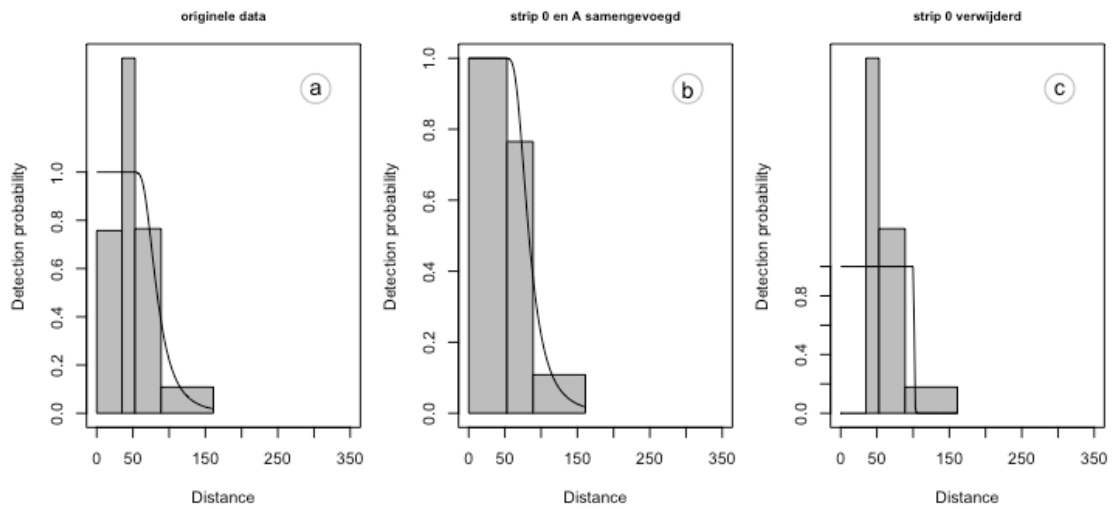 originele data
a
Detection probability
1.0
0.8
0.6
0.4
0.2
0.0
0 50 150 250 350
Distance
strip 0 en A samengevoegd
b
Detection probability
1.0
0.8
0.6
0.4
0.2
0.0
0 50 150 250 350
Distance
strip 0 verwijderd
c
Detection probability
0.8
0.4
0.0
0 50 150 250 350
Distance